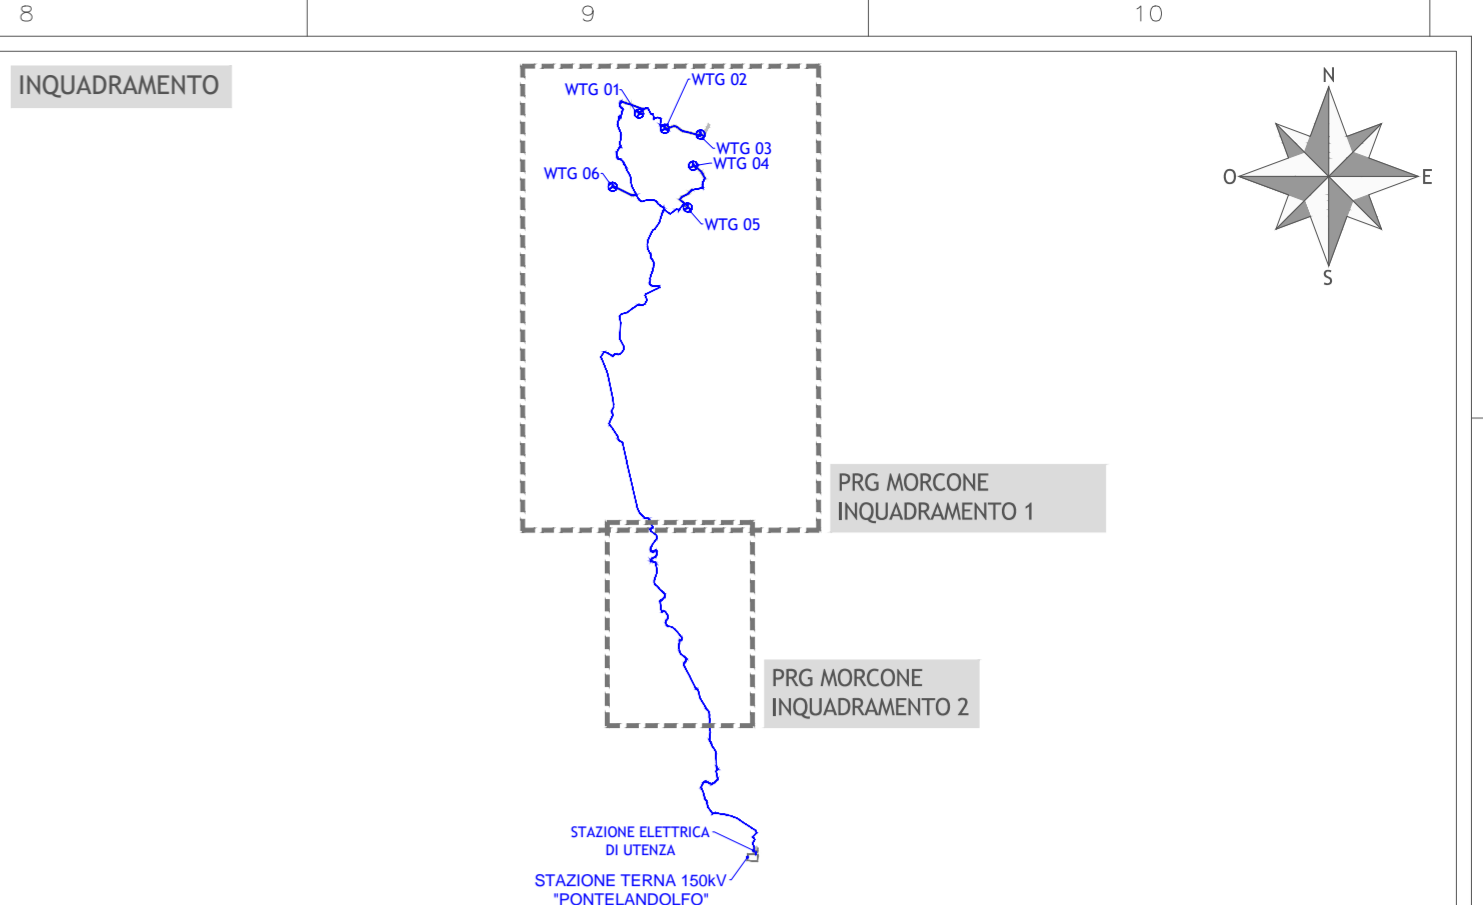 8
9
10
INQUADRAMENTO
WTG 01
WTG 02
WTG 03
WTG 04
WTG 06
WTG 05
N
O
E
S
PRG MORCONE
INQUADRAMENTO 1
PRG MORCONE
INQUADRAMENTO 2
STAZIONE ELETTRICA
DI UTENZA
STAZIONE TERNA 150kV
"PONTELANDOLFO"